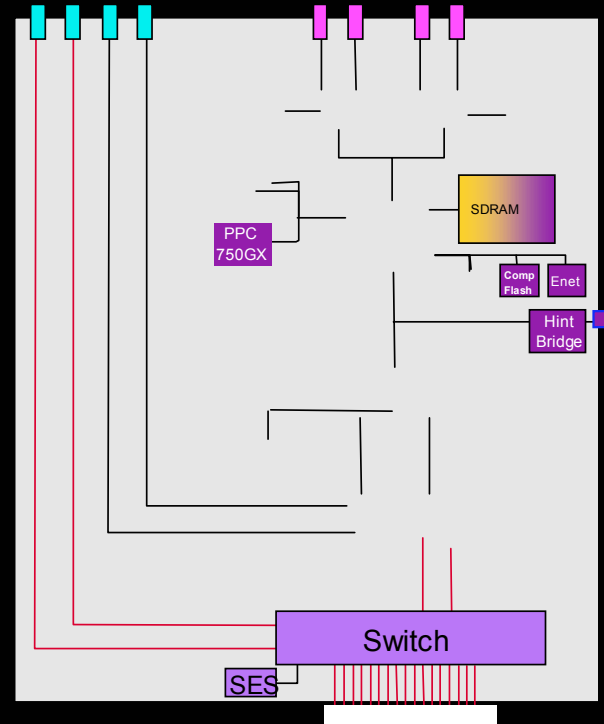 SDRAM
PPC
750GX
Comp
Flash
Enet
Hint
Bridge
Switch
SES